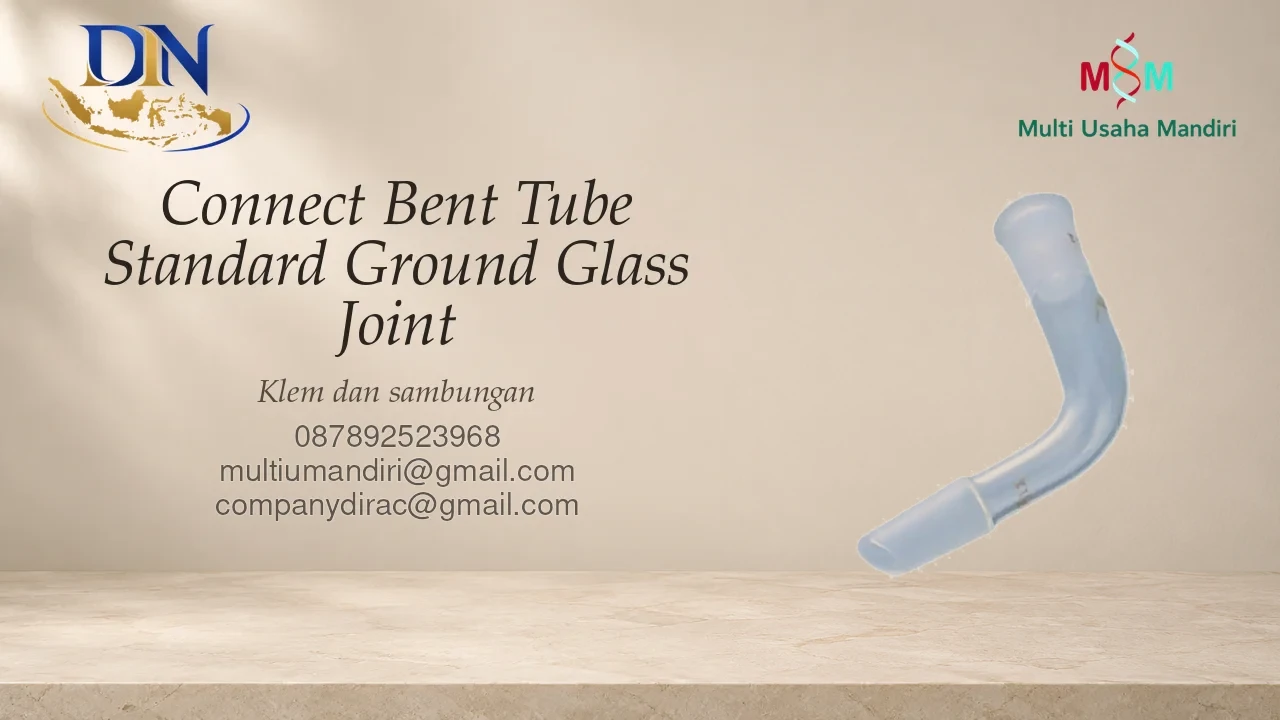 DIN
MSM
Multi Usaha Mandiri
Connect Bent Tube
Standard Ground Glass
Joint
Klem dan sambungan
087892523968
multiumandiri@gmail.com
companydirac@gmail.com